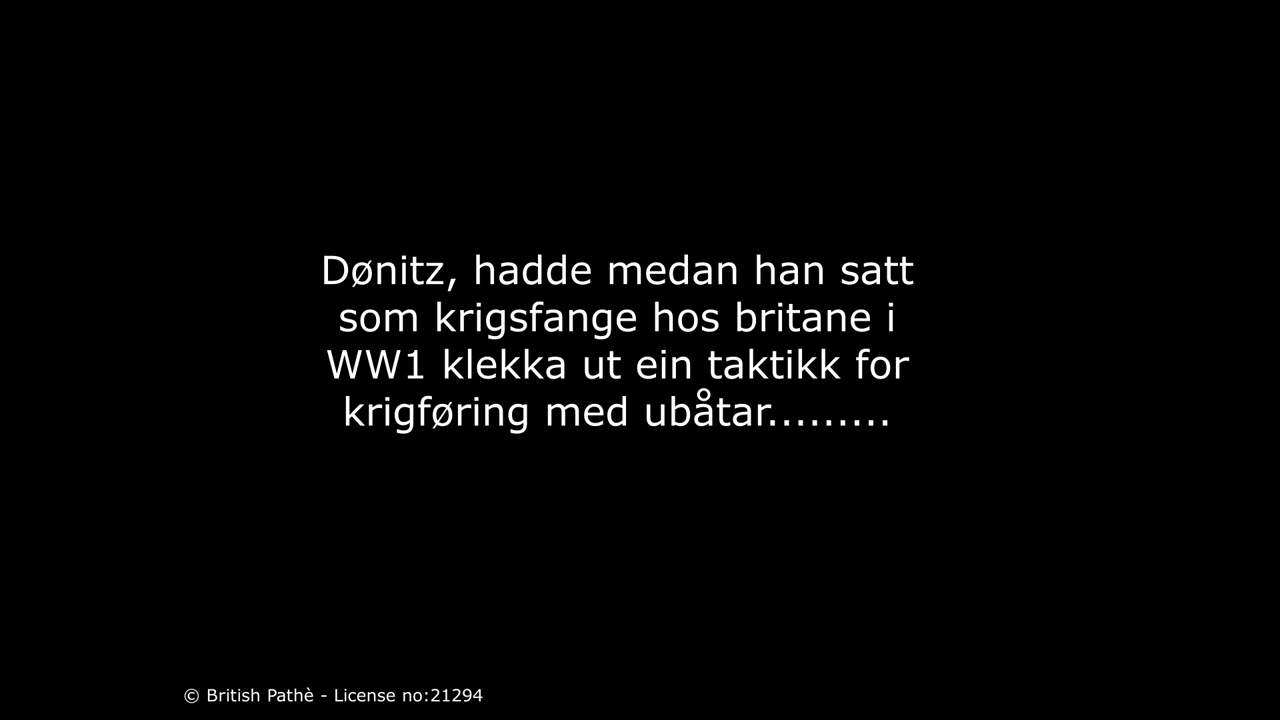 Dønitz, hadde medan han satt
som krigsfange hos britane i
WW1 klekka ut ein taktikk for
krigføring med ubåtar.........
© British Pathè - License no:21294